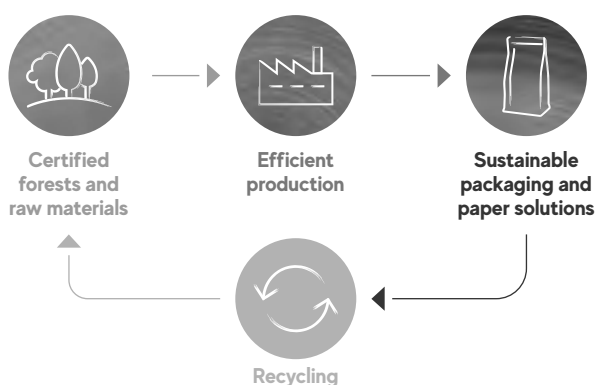 Certified
forests and
raw materials
Efficient
production
Sustainable
packaging and
paper solutions
Recycling